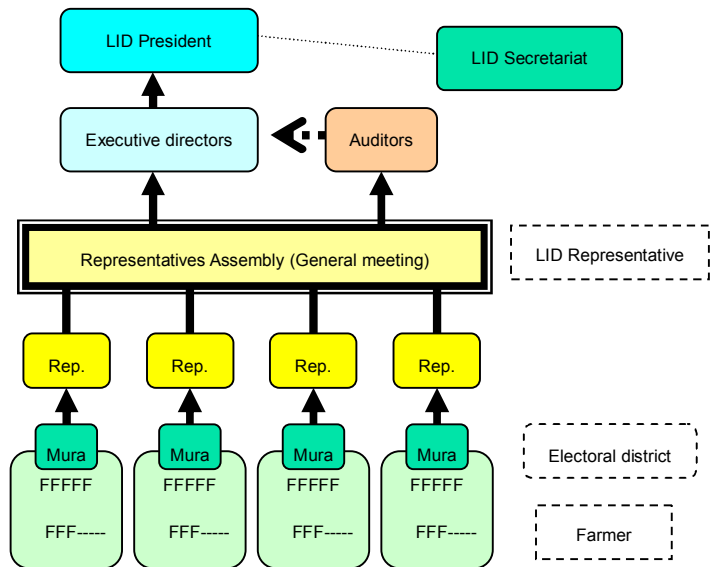 LID President
LID Secretariat
Executive directors
Auditors
Representatives Assembly (General meeting)
LID Representative
Rep.
Rep.
Rep.
Rep.
Mura
Mura
Mura
Mura
Electoral district
FFFFF
FFFFF
FFFFF
FFFFF
FFF-----
FFF-----
FFF-----
FFF-----
Farmer